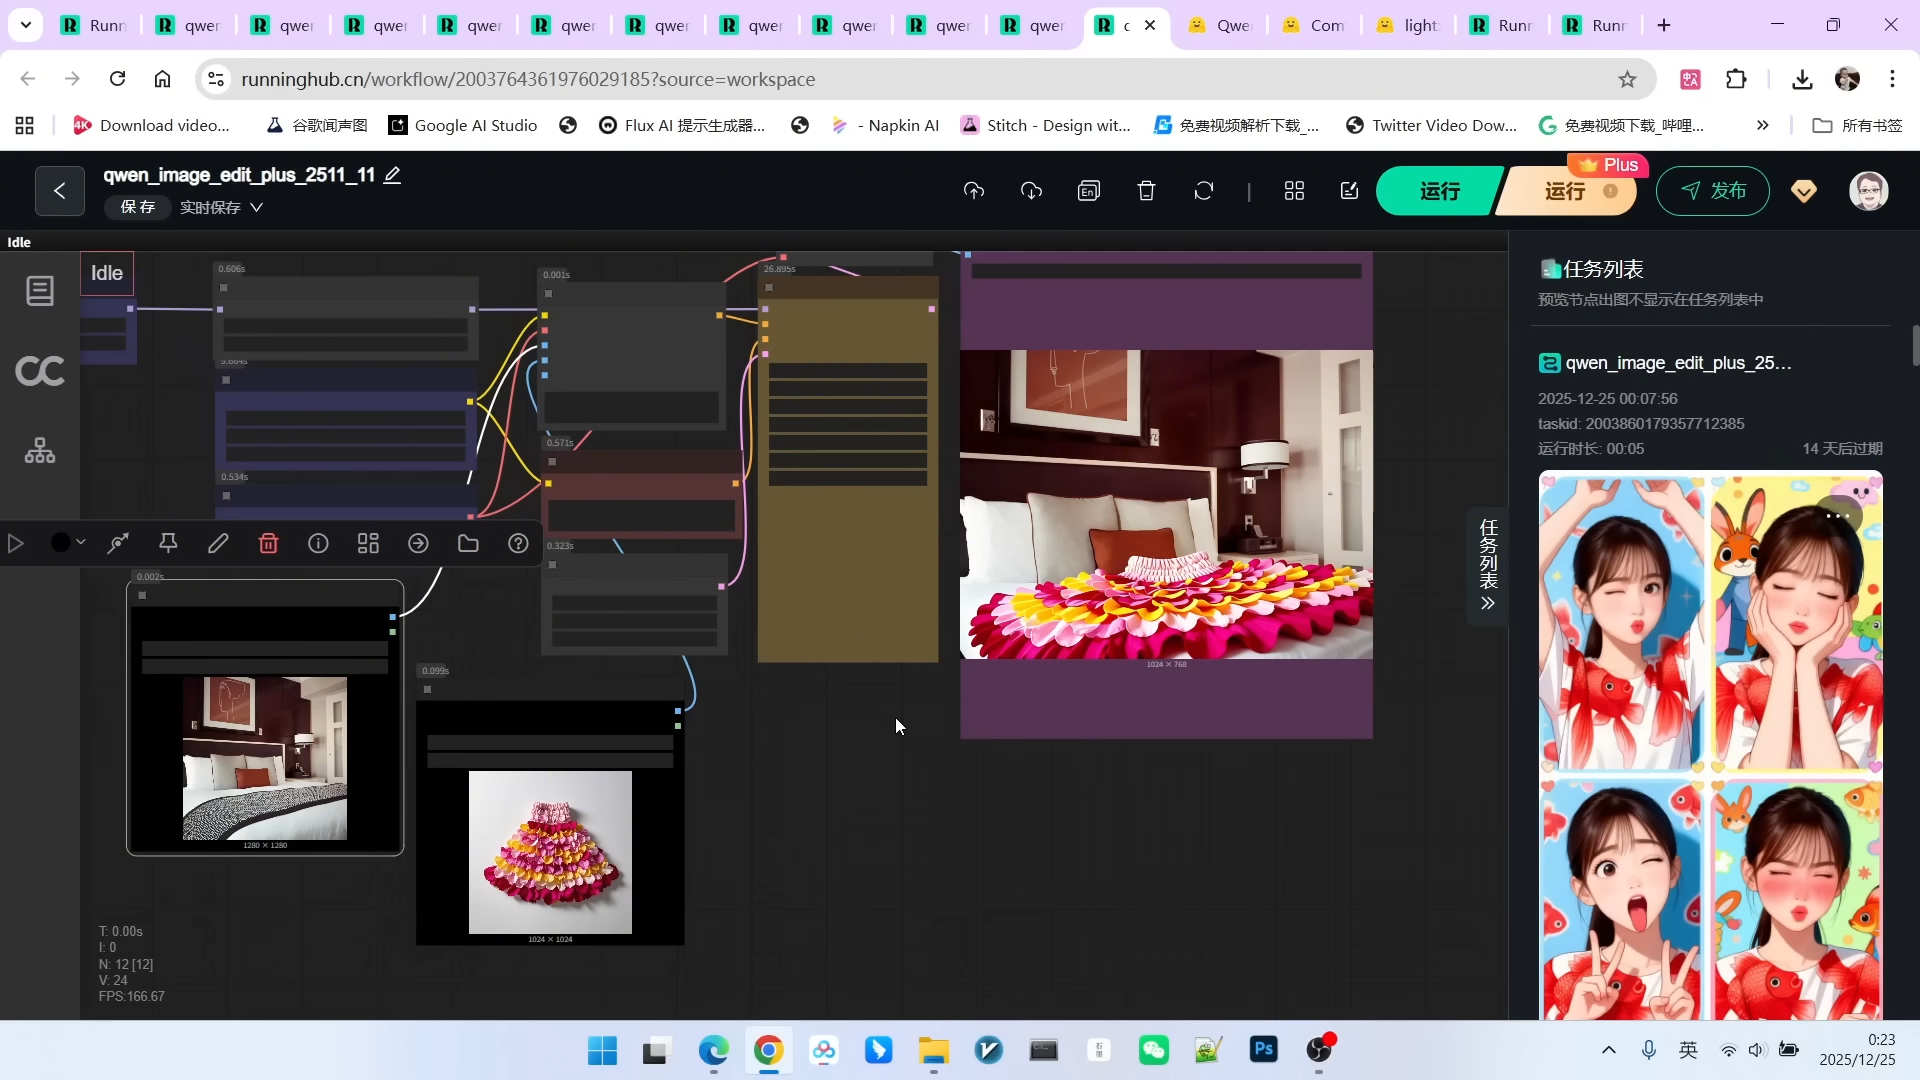 Runn
qwer
qwer
qwer
qwer
qwer
qwer
qwer
qwer
qwer
qwer
Qwe
Com
light
Runr
Runr
runninghub.cn/workflow/2003764361976029185?source=workspace
Download video...
谷歌闻声图
Google AI Studio
Flux AI 提示生成器...
- Napkin AI
Stitch - Design wit...
免费视频解析下载_...
Twitter Video Dow...
免费视频下载_哔哩...
所有书签
qwen_image_edit_plus_2511_11
保存
实时保存
En
运行
运行
Plus
发布
Idle
Idle
0.606s
0.001s
26.895s
0.534s
0.571s
0.323s
0.002s
0.099s
1024 × 768
1280 × 1280
1024 × 1024
T: 0.00s
I: 0
N: 12 [12]
V: 24
FPS:166.67
任务列表
任务列表
预览节点出图不显示在任务列表中
qwen_image_edit_plus_25...
2025-12-25 00:07:56
taskid: 2003860179357712385
运行时长: 00:05
14 天后过期
英
0:23
2025/12/25